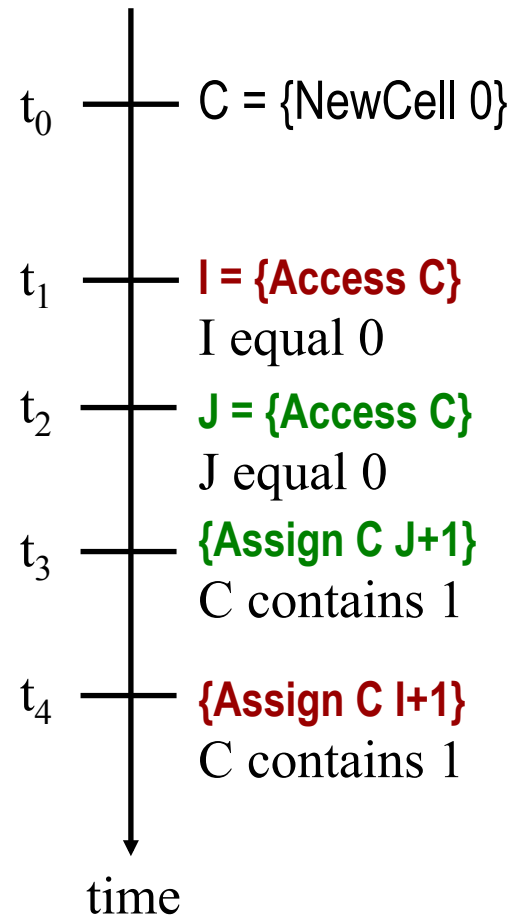 t₀ C = {NewCell 0}
t₁ I = {Access C}
I equal 0
t₂ J = {Access C}
J equal 0
t₃ {Assign C J+1}
C contains 1
t₄ {Assign C I+1}
C contains 1
time